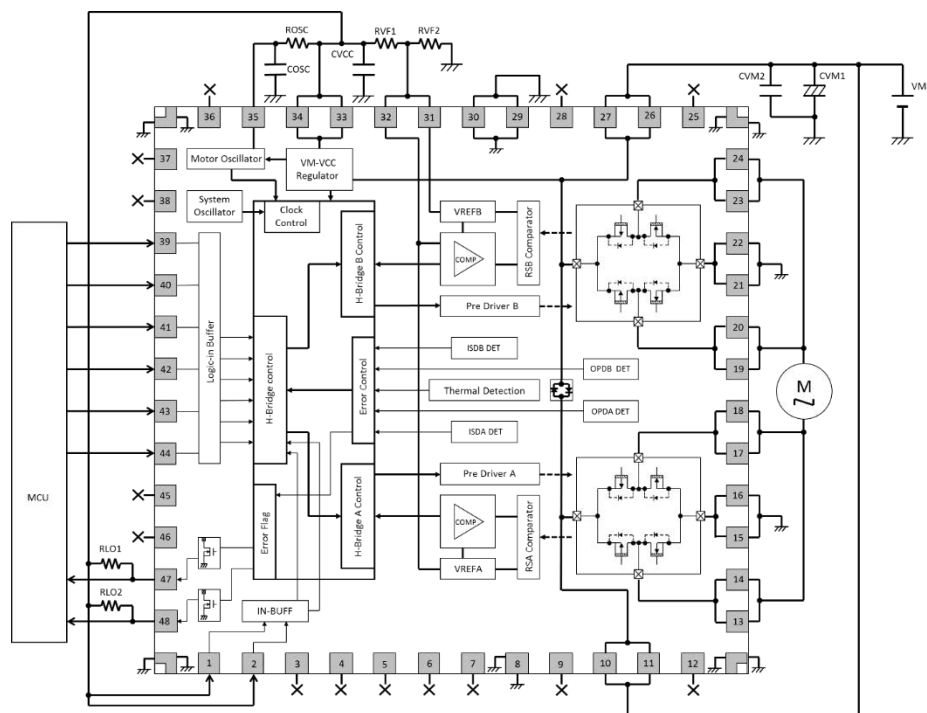 ROSC
CVCC
RVF1
RVF2
COSC
CVM2
CVM1
VM
36
35
34
33
32
31
30
29
28
27
26
25
37
38
39
40
41
42
43
44
45
46
47
48
24
23
22
21
20
19
18
17
16
15
14
13
Motor Oscillator
VM-VCC
Regulator
System
Oscillator
Clock
Control
H-Bridge B Control
VREFB
COMP
RSB Comparator
Pre Driver B
Logic-in Buffer
H-Bridge control
Error Control
ISDB DET
OPDB DET
Thermal Detection
OPDA DET
ISDA DET
M
MCU
Pre Driver A
H-Bridge A Control
COMP
RSA Comparator
VREFA
Error Flag
RLO1
RLO2
IN-BUFF
1
2
3
4
5
6
7
8
9
10
11
12